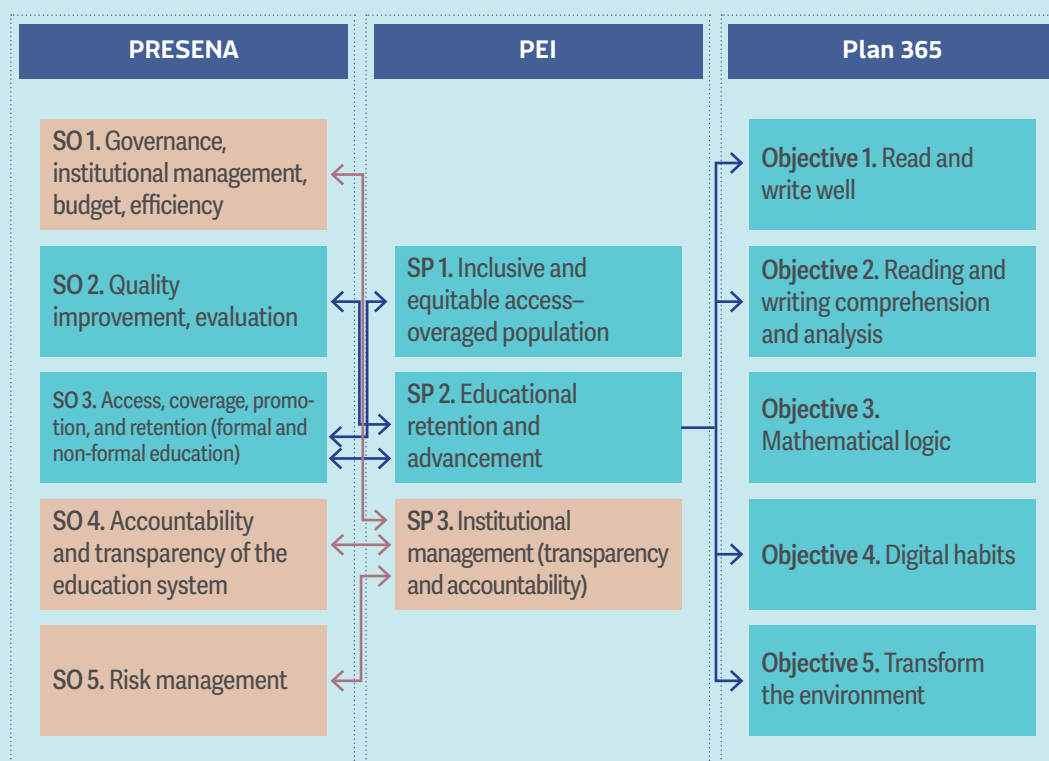 PRESENA
SO 1. Governance,
institutional management,
budget, efficiency
SO 2. Quality
improvement, evaluation
SO 3. Access, coverage, promo-
tion, and retention (formal and
non-formal education)
SO 4. Accountability
and transparency of the
education system
SO 5. Risk management
PEI
SP 1. Inclusive and
equitable access–
overaged population
SP 2. Educational
retention and
advancement
SP 3. Institutional
management (transparency
and accountability)
Plan 365
Objective 1. Read and
write well
Objective 2. Reading and
writing comprehension
and analysis
Objective 3.
Mathematical logic
Objective 4. Digital habits
Objective 5. Transform
the environment